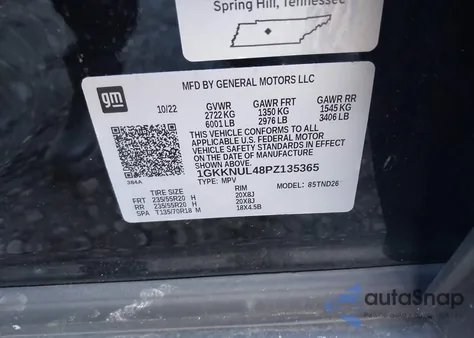 Spring Hill, Tennessee
gm
MFD BY GENERAL MOTORS LLC
10/22 GVWR GAWR FRT GAWR RR
2722 KG 1350 KG 1545 KG
6001 LB 2976 LB 3406 LB
THIS VEHICLE CONFORMS TO ALL
APPLICABLE U.S. FEDERAL MOTOR
VEHICLE SAFETY STANDARDS IN EFFECT
ON THE DATE OF MANUFACTURE
SHOWN ABOVE.
1GKKNUL48PZ135365
384A TYPE: MPV MODEL: 85TND26
TIRE SIZE RIM
FRT 235/55R20 H 20X8J
RR 235/55R20 H 20X8J
SPA T135/70R18 M 18X4.5B
autoSnap